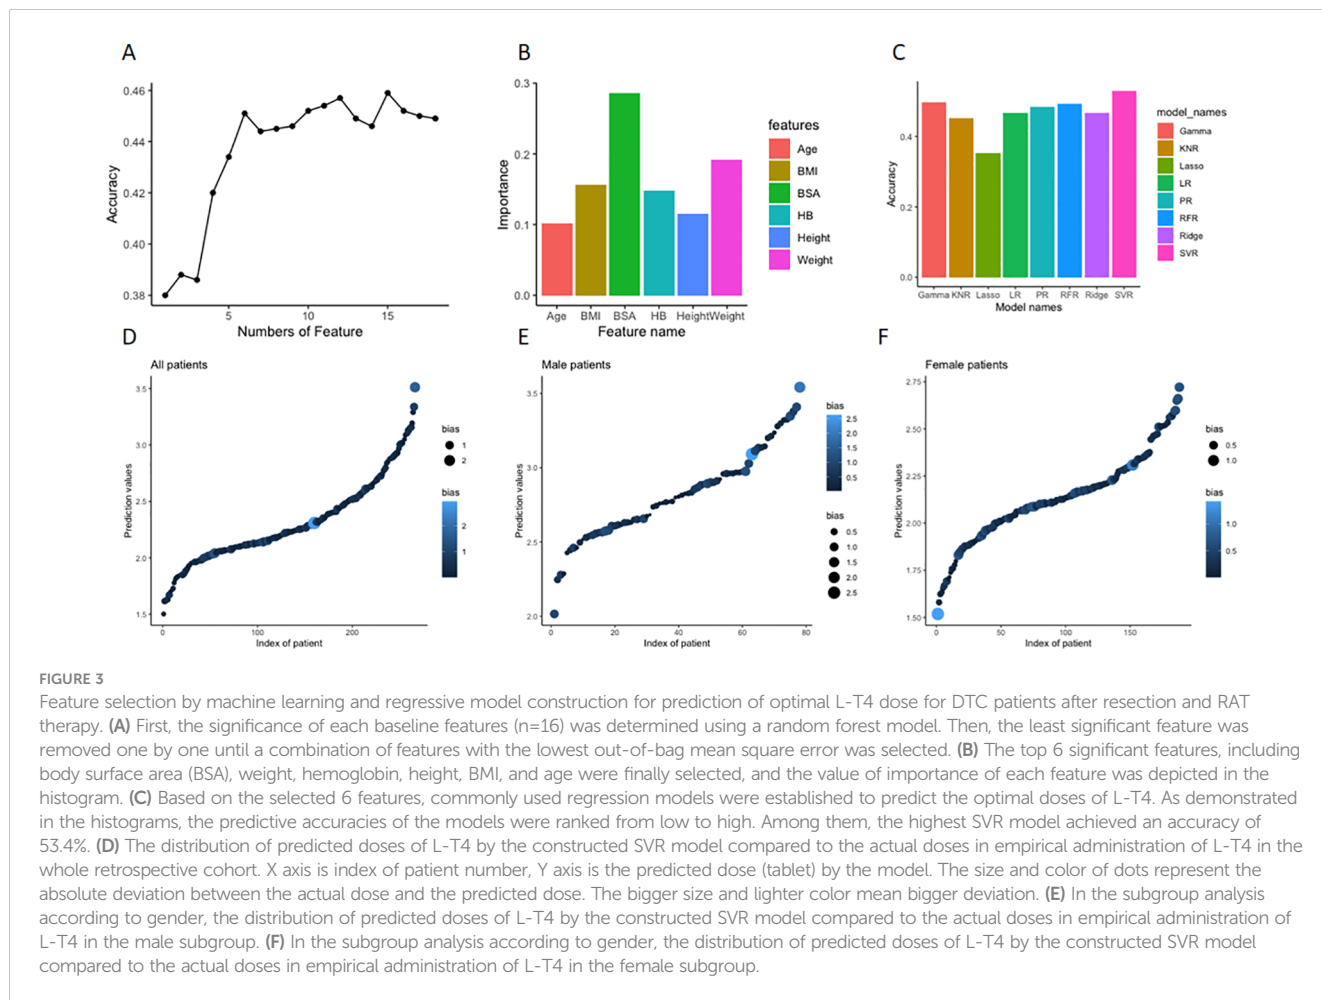 A
0.46
0.44
0.42
0.40
0.38
Accuracy
5
10
15
Numbers of Feature
B
0.3
0.2
0.1
0.0
Importance
Age BMI BSA HB Height Weight
Feature name
features
Age
BMI
BSA
HB
Height
Weight
C
0.4
0.2
0.0
Accuracy
Gamma KNR Lasso LR PR RFR Ridge SVR
Model names
model_names
Gamma
KNR
Lasso
LR
PR
RFR
Ridge
SVR
D
All patients
3.5
3.0
2.5
2.0
1.5
Prediction values
0
100
200
Index of patient
bias
1
2
bias
2
1
E
Male patients
3.5
3.0
2.5
2.0
Prediction values
0
20
40
60
80
Index of patient
bias
2.5
2.0
1.5
1.0
0.5
bias
0.5
1.0
1.5
2.0
2.5
F
Female patients
2.75
2.50
2.25
2.00
1.75
1.50
Prediction values
0
50
100
150
Index of patient
bias
0.5
1.0
bias
1.0
0.5
FIGURE 3
Feature selection by machine learning and regressive model construction for prediction of optimal L-T4 dose for DTC patients after resection and RAT
therapy. (A) First, the significance of each baseline features (n=16) was determined using a random forest model. Then, the least significant feature was
removed one by one until a combination of features with the lowest out-of-bag mean square error was selected. (B) The top 6 significant features, including
body surface area (BSA), weight, hemoglobin, height, BMI, and age were finally selected, and the value of importance of each feature was depicted in the
histogram. (C) Based on the selected 6 features, commonly used regression models were established to predict the optimal doses of L-T4. As demonstrated
in the histograms, the predictive accuracies of the models were ranked from low to high. Among them, the highest SVR model achieved an accuracy of
53.4%. (D) The distribution of predicted doses of L-T4 by the constructed SVR model compared to the actual doses in empirical administration of L-T4 in the
whole retrospective cohort. X axis is index of patient number, Y axis is the predicted dose (tablet) by the model. The size and color of dots represent the
absolute deviation between the actual dose and the predicted dose. The bigger size and lighter color mean bigger deviation. (E) In the subgroup analysis
according to gender, the distribution of predicted doses of L-T4 by the constructed SVR model compared to the actual doses in empirical administration of
L-T4 in the male subgroup. (F) In the subgroup analysis according to gender, the distribution of predicted doses of L-T4 by the constructed SVR model
compared to the actual doses in empirical administration of L-T4 in the female subgroup.